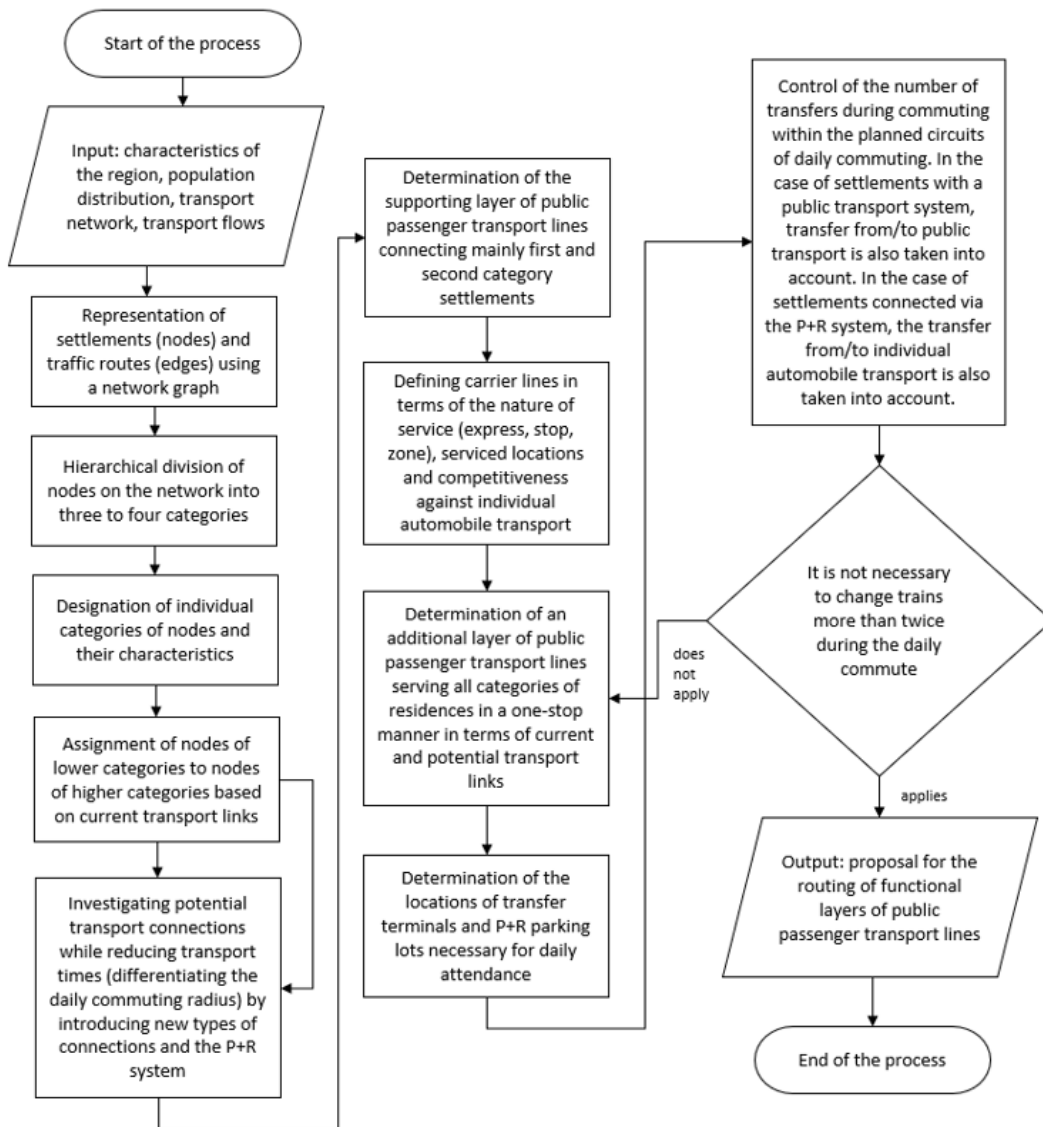 Start of the process
Input: characteristics of
the region, population
distribution, transport
network, transport flows
Representation of
settlements (nodes) and
traffic routes (edges) using
a network graph
Hierarchical division of
nodes on the network into
three to four categories
Designation of individual
categories of nodes and
their characteristics
Assignment of nodes of
lower categories to nodes
of higher categories based
on current transport links
Investigating potential
transport connections
while reducing transport
times (differentiating the
daily commuting radius) by
introducing new types of
connections and the P+R
system
Determination of the
supporting layer of public
passenger transport lines
connecting mainly first and
second category
settlements
Defining carrier lines in
terms of the nature of
service (express, stop,
zone), serviced locations
and competitiveness
against individual
automobile transport
Determination of an
additional layer of public
passenger transport lines
serving all categories of
residences in a one-stop
manner in terms of current
and potential transport
links
Determination of the
locations of transfer
terminals and P+R parking
lots necessary for daily
attendance
Control of the number of
transfers during commuting
within the planned circuits
of daily commuting. In the
case of settlements with a
public transport system,
transfer from/to public
transport is also taken into
account. In the case of
settlements connected via
the P+R system, the transfer
from/to individual
automobile transport is also
taken into account.
It is not necessary
to change trains
more than twice
during the daily
commute
does
not
apply
applies
Output: proposal for the
routing of functional
layers of public
passenger transport lines
End of the process